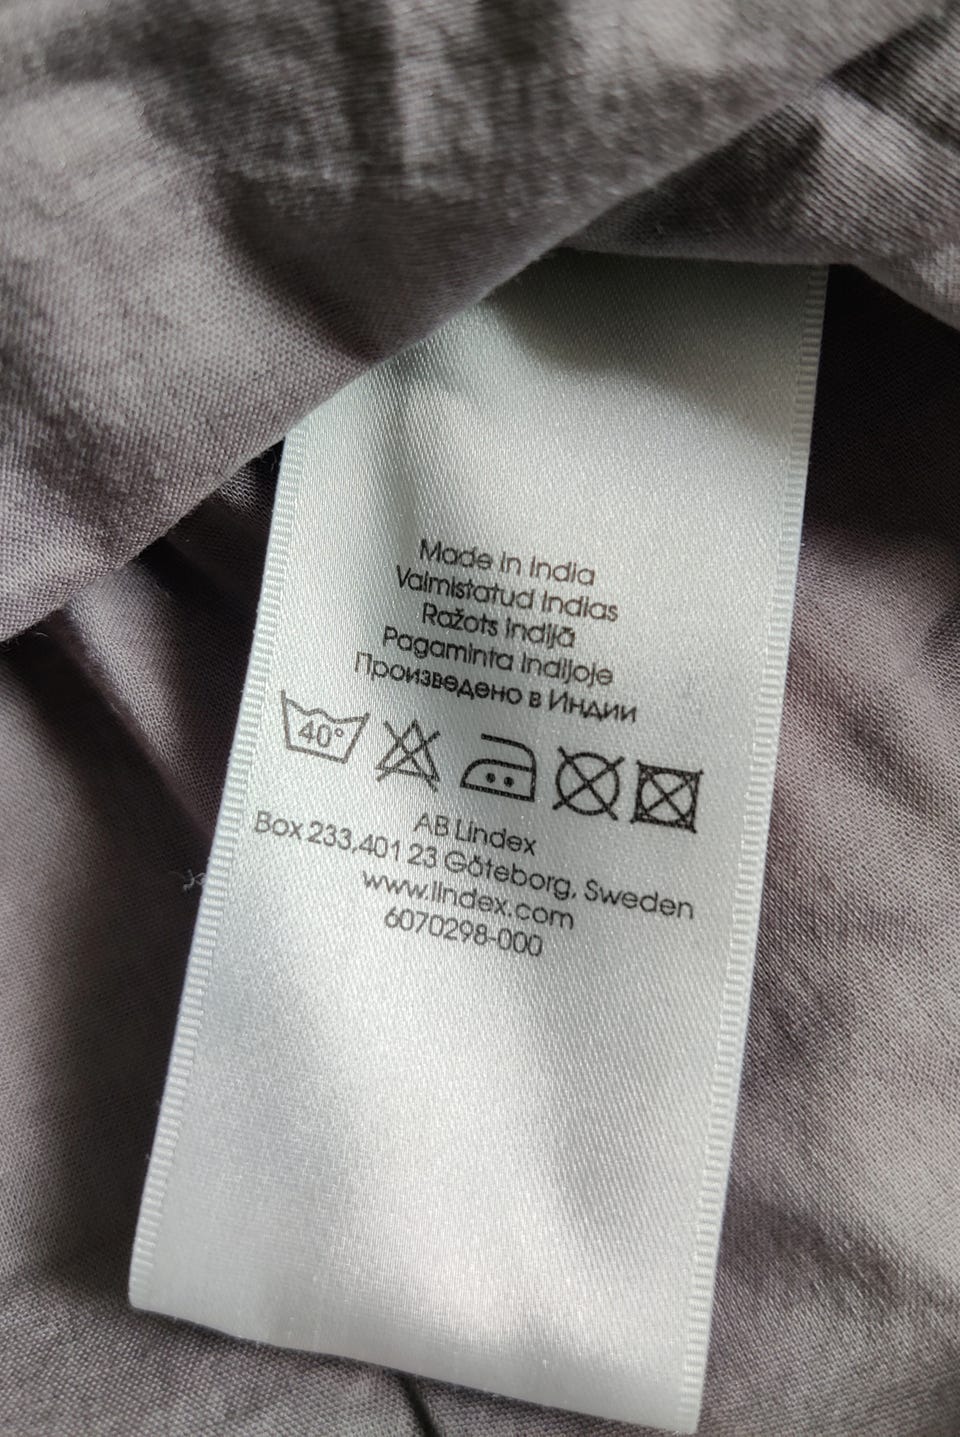 Made in India
Valmistatud Indias
Ražots Indijā
Pagaminta Indijoje
Произведено в Индии
40°
AB Lindex
Box 233,401 23 Göteborg, Sweden
www.lindex.com
6070298-000